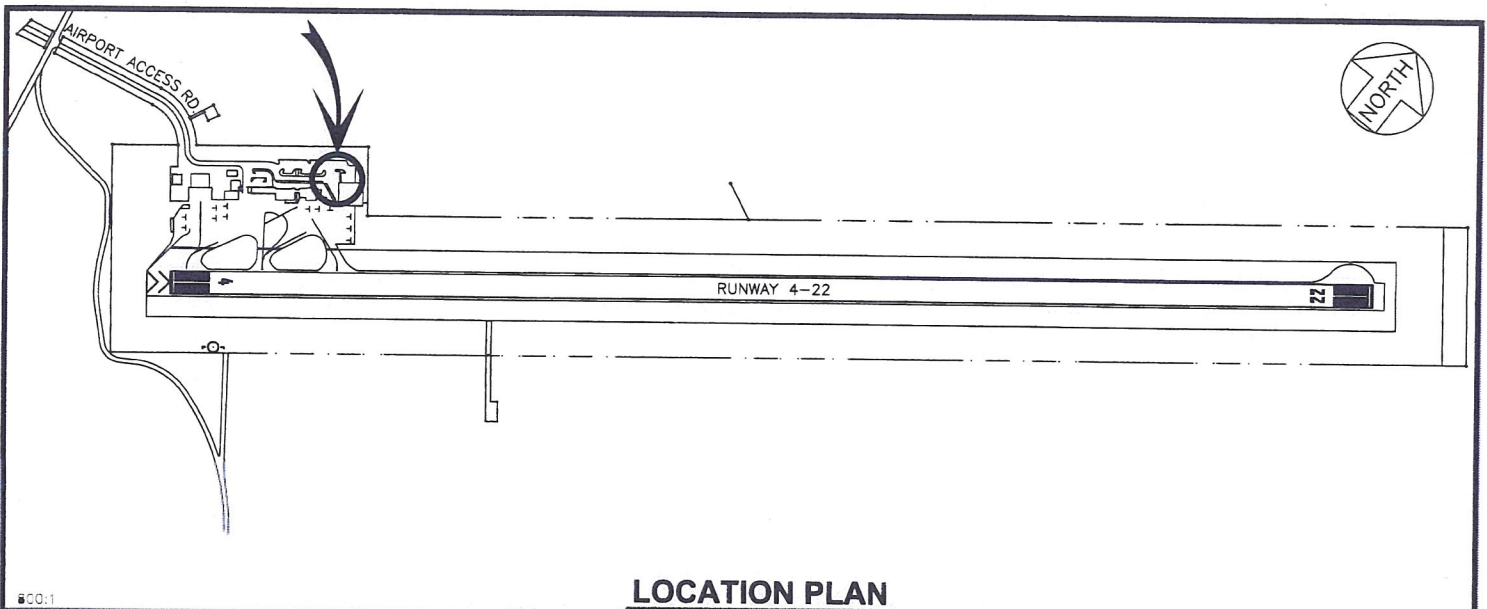 AIRPORT ACCESS RD.
NORTH
RUNWAY 4-22
4
22
LOCATION PLAN